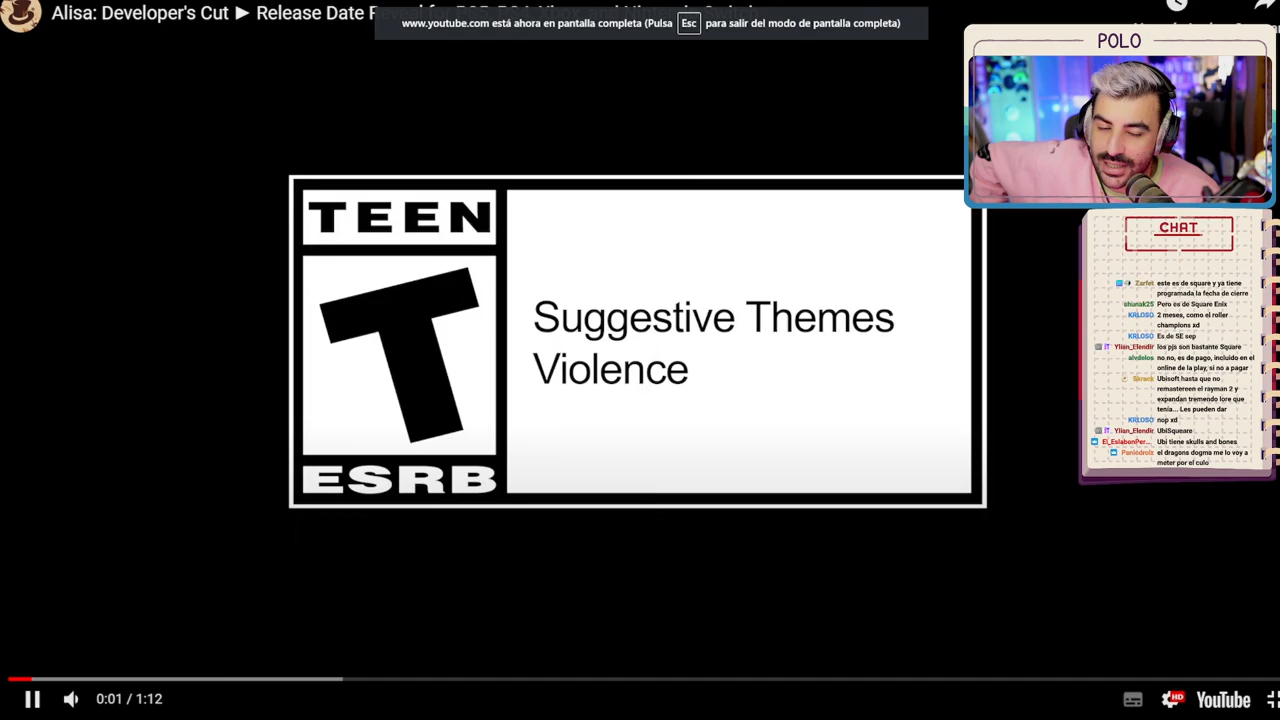 Alisa: Developer's Cut ► Release Date
www.youtube.com está ahora en pantalla completa (Pulsa Esc para salir del modo de pantalla completa)
POLO
TEEN
T
ESRB
Suggestive Themes
Violence
CHAT
Zarfet este es de square y ya tiene
programada la fecha de cierre
shunak25 Pero es de Square Enix
KRLOSO 2 meses, como el roller
champions xd
KRLOSO Es de SE sep
Ylian_Elendir los pjs son bastante Square
alvdelos no no, es de pago, incluido en el
online de la play, si no a pagar
Skrack Ubisoft hasta que no
remastereen el rayman 2 y
expandan tremendo lore que
tenía... Les pueden dar
KRLOSO nop xd
Ylian_Elendir UbiSqueare
El_EslabonPer... Ubi tiene skulls and bones
Paniodrolz el dragons dogma me lo voy a
meter por el culo
0:01 / 1:12
HD
YouTube